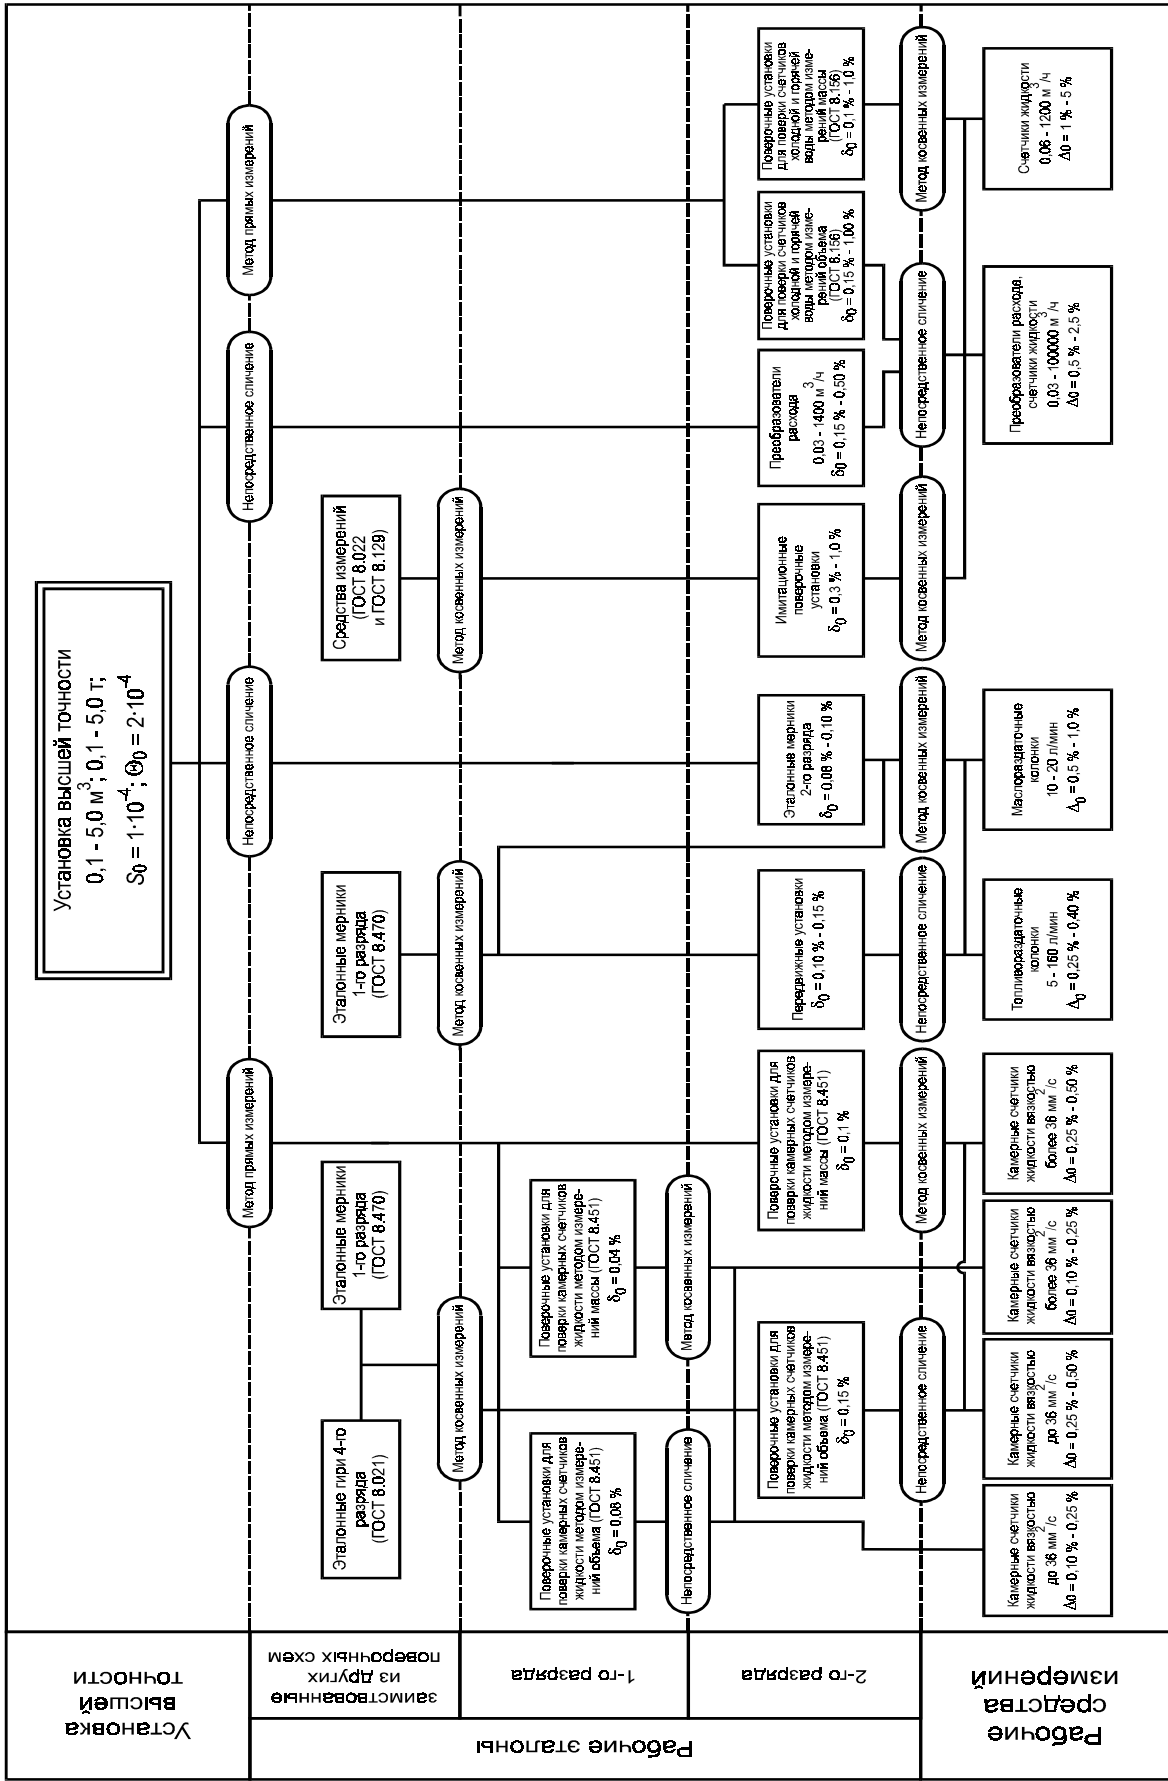 Установка
высшей
точности
Установка высшей точности
0,1 - 5,0 м³; 0,1 - 5,0 т;
S₀ = 1·10⁻⁴; Θ₀ = 2·10⁻⁴
Метод прямых измерений
Непосредственное сличение
Непосредственное сличение
Метод прямых измерений
Рабочие эталоны
заимствованные
из других
поверочных схем
Эталонные гири 4-го
разряда
(ГОСТ 8.021)
Эталонные мерники
1-го разряда
(ГОСТ 8.470)
Эталонные мерники
1-го разряда
(ГОСТ 8.470)
Средства измерений
(ГОСТ 8.022
и ГОСТ 8.129)
Метод косвенных измерений
Метод косвенных измерений
Метод косвенных измерений
1-го разряда
Поверочные установки для
поверки камерных счетчиков
жидкости методом измере-
ний объема (ГОСТ 8.451)
δ₀ = 0,08 %
Поверочные установки для
поверки камерных счетчиков
жидкости методом измере-
ний массы (ГОСТ 8.451)
δ₀ = 0,04 %
Непосредственное сличение
Метод косвенных измерений
2-го разряда
Поверочные установки для
поверки камерных счетчиков
жидкости методом измере-
ний объема (ГОСТ 8.451)
δ₀ = 0,15 %
Поверочные установки для
поверки камерных счетчиков
жидкости методом измере-
ний массы (ГОСТ 8.451)
δ₀ = 0,1 %
Передвижные установки
δ₀ = 0,10 % - 0,15 %
Эталонные мерники
2-го разряда
δ₀ = 0,08 % - 0,10 %
Имитационные
поверочные
установки
δ₀ = 0,3 % - 1,0 %
Преобразователи
расхода
0,03 - 1400 м³/ч
δ₀ = 0,15 % - 0,50 %
Поверочные установки
для поверки счетчиков
холодной и горячей
воды методом изме-
рений объема
(ГОСТ 8.156)
δ₀ = 0,15 % - 1,00 %
Поверочные установки
для поверки счетчиков
холодной и горячей
воды методом изме-
рений массы
(ГОСТ 8.156)
δ₀ = 0,1 % - 1,0 %
Непосредственное сличение
Метод косвенных измерений
Непосредственное сличение
Метод косвенных измерений
Метод косвенных измерений
Непосредственное сличение
Метод косвенных измерений
Рабочие
средства
измерений
Камерные счетчики
жидкости вязкостью
до 36 мм²/с
Δ₀ = 0,10 % - 0,25 %
Камерные счетчики
жидкости вязкостью
до 36 мм²/с
Δ₀ = 0,25 % - 0,50 %
Камерные счетчики
жидкости вязкостью
более 36 мм²/с
Δ₀ = 0,10 % - 0,25 %
Камерные счетчики
жидкости вязкостью
более 36 мм²/с
Δ₀ = 0,25 % - 0,50 %
Топливораздаточные
колонки
5 - 160 л/мин
Δ₀ = 0,25 % - 0,40 %
Маслораздаточные
колонки
10 - 20 л/мин
Δ₀ = 0,5 % - 1,0 %
Преобразователи расхода,
счетчики жидкости
0,03 - 100000 м³/ч
Δ₀ = 0,5 % - 2,5 %
Счетчики жидкости
0,06 - 1200 м³/ч
Δ₀ = 1 % - 5 %